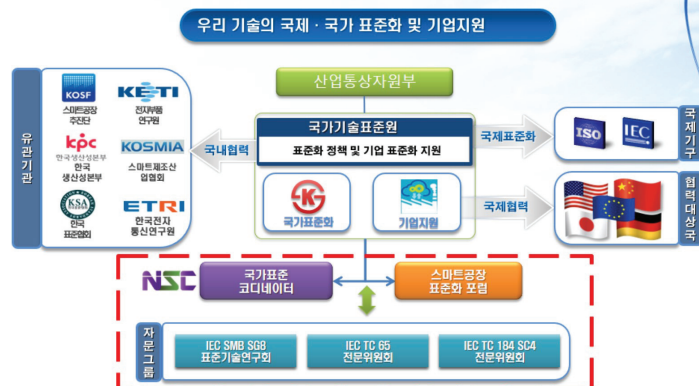 우리 기술의 국제 · 국가 표준화 및 기업지원
산업통상자원부
유관기관
KOSF
스마트공장
추진단
KETI
전자부품
연구원
kpc
한국생산성본부
한국
생산성본부
KOSMIA
스마트제조산
업협회
KSA
한국
표준협회
ETRI
한국전자
통신연구원
국내협력
국가기술표준원
표준화 정책 및 기업 표준화 지원
국가표준화
기업지원
국제표준화
국제협력
ISO
IEC
국제기구
협력대상국
NSC
국가표준
코디네이터
스마트공장
표준화 포럼
자문그룹
IEC SMB SG8
표준기술연구회
IEC TC 65
전문위원회
IEC TC 184 SC4
전문위원회